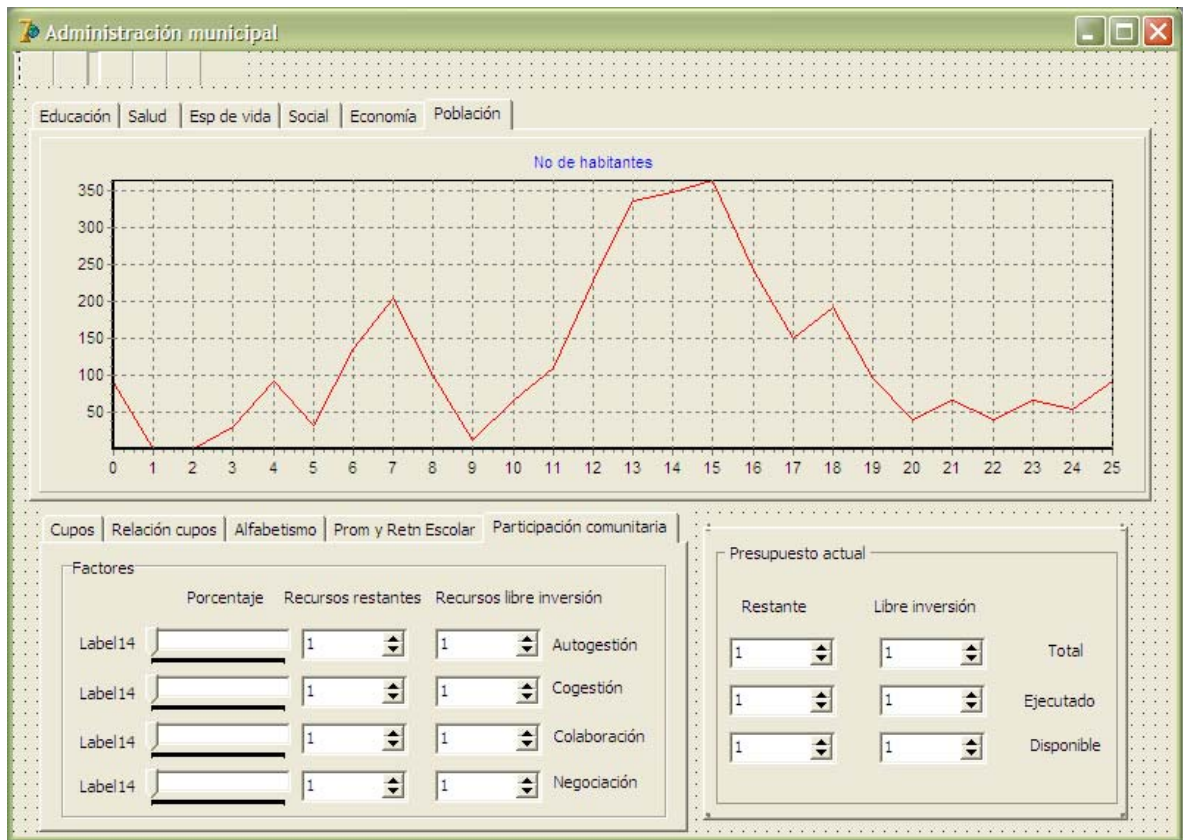 Administración municipal
Educación Salud Esp de vida Social Economía Población
No de habitantes
350
300
250
200
150
100
50
0 1 2 3 4 5 6 7 8 9 10 11 12 13 14 15 16 17 18 19 20 21 22 23 24 25
Cupos Relación cupos Alfabetismo Prom y Retn Escolar Participación comunitaria
Factores
Porcentaje Recursos restantes Recursos libre inversión
Label14 1 1 Autogestión
Label14 1 1 Cogestión
Label14 1 1 Colaboración
Label14 1 1 Negociación
Presupuesto actual
Restante Libre inversión
1 1 Total
1 1 Ejecutado
1 1 Disponible